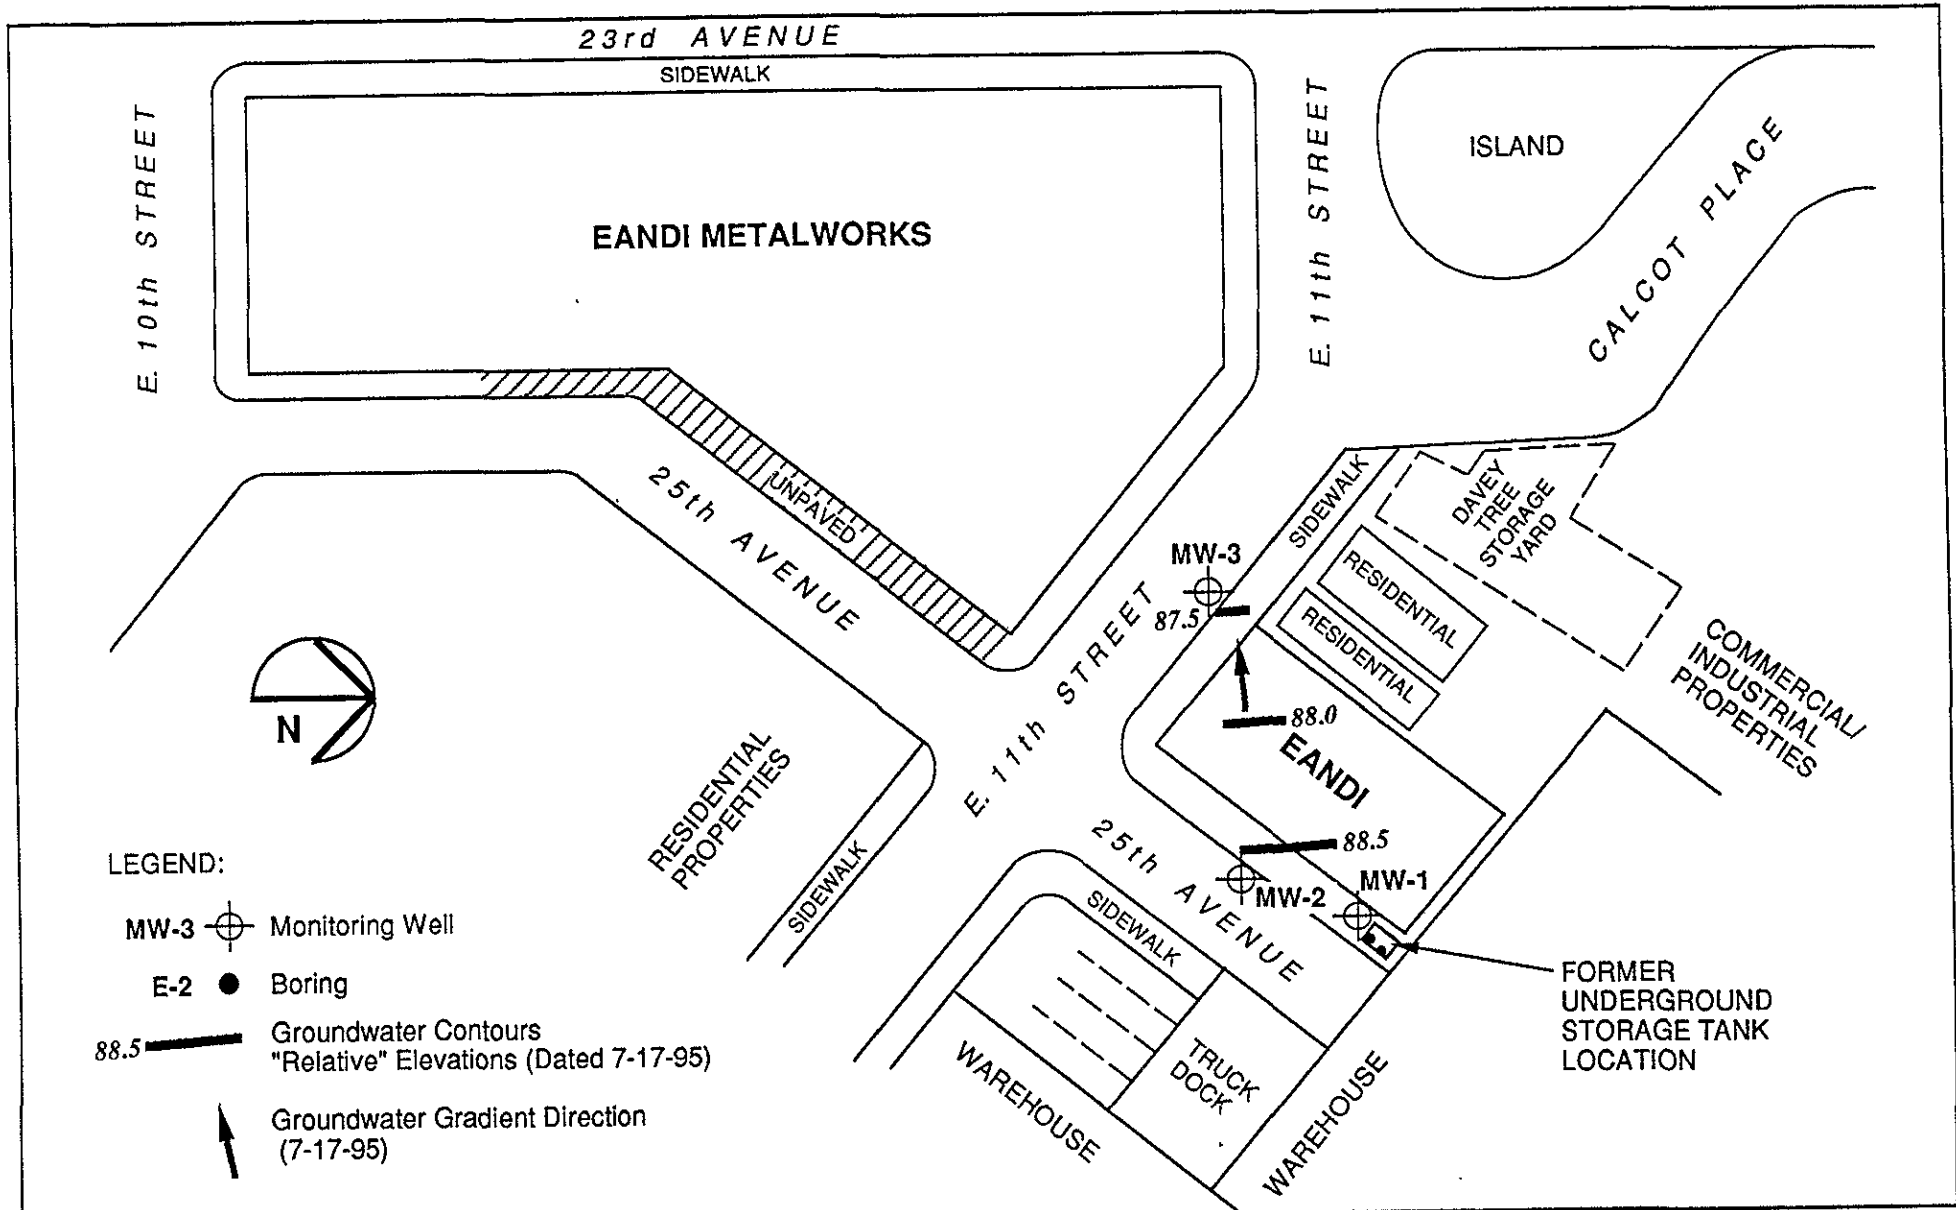 23rd AVENUE
SIDEWALK
E. 10th STREET
EANDI METALWORKS
E. 11th STREET
ISLAND
CALCOT PLACE
UNPAVED
25th AVENUE
SIDEWALK
DAVEY
TREE
STORAGE
YARD
MW-3
87.5
RESIDENTIAL
RESIDENTIAL
COMMERCIAL/
INDUSTRIAL
PROPERTIES
E. 11th STREET
88.0
EANDI
N
RESIDENTIAL
PROPERTIES
SIDEWALK
88.5
25th AVENUE
MW-2
MW-1
SIDEWALK
FORMER
UNDERGROUND
STORAGE TANK
LOCATION
TRUCK
DOCK
WAREHOUSE
WAREHOUSE
LEGEND:
MW-3 Monitoring Well
E-2 Boring
88.5 Groundwater Contours
"Relative" Elevations (Dated 7-17-95)
Groundwater Gradient Direction
(7-17-95)